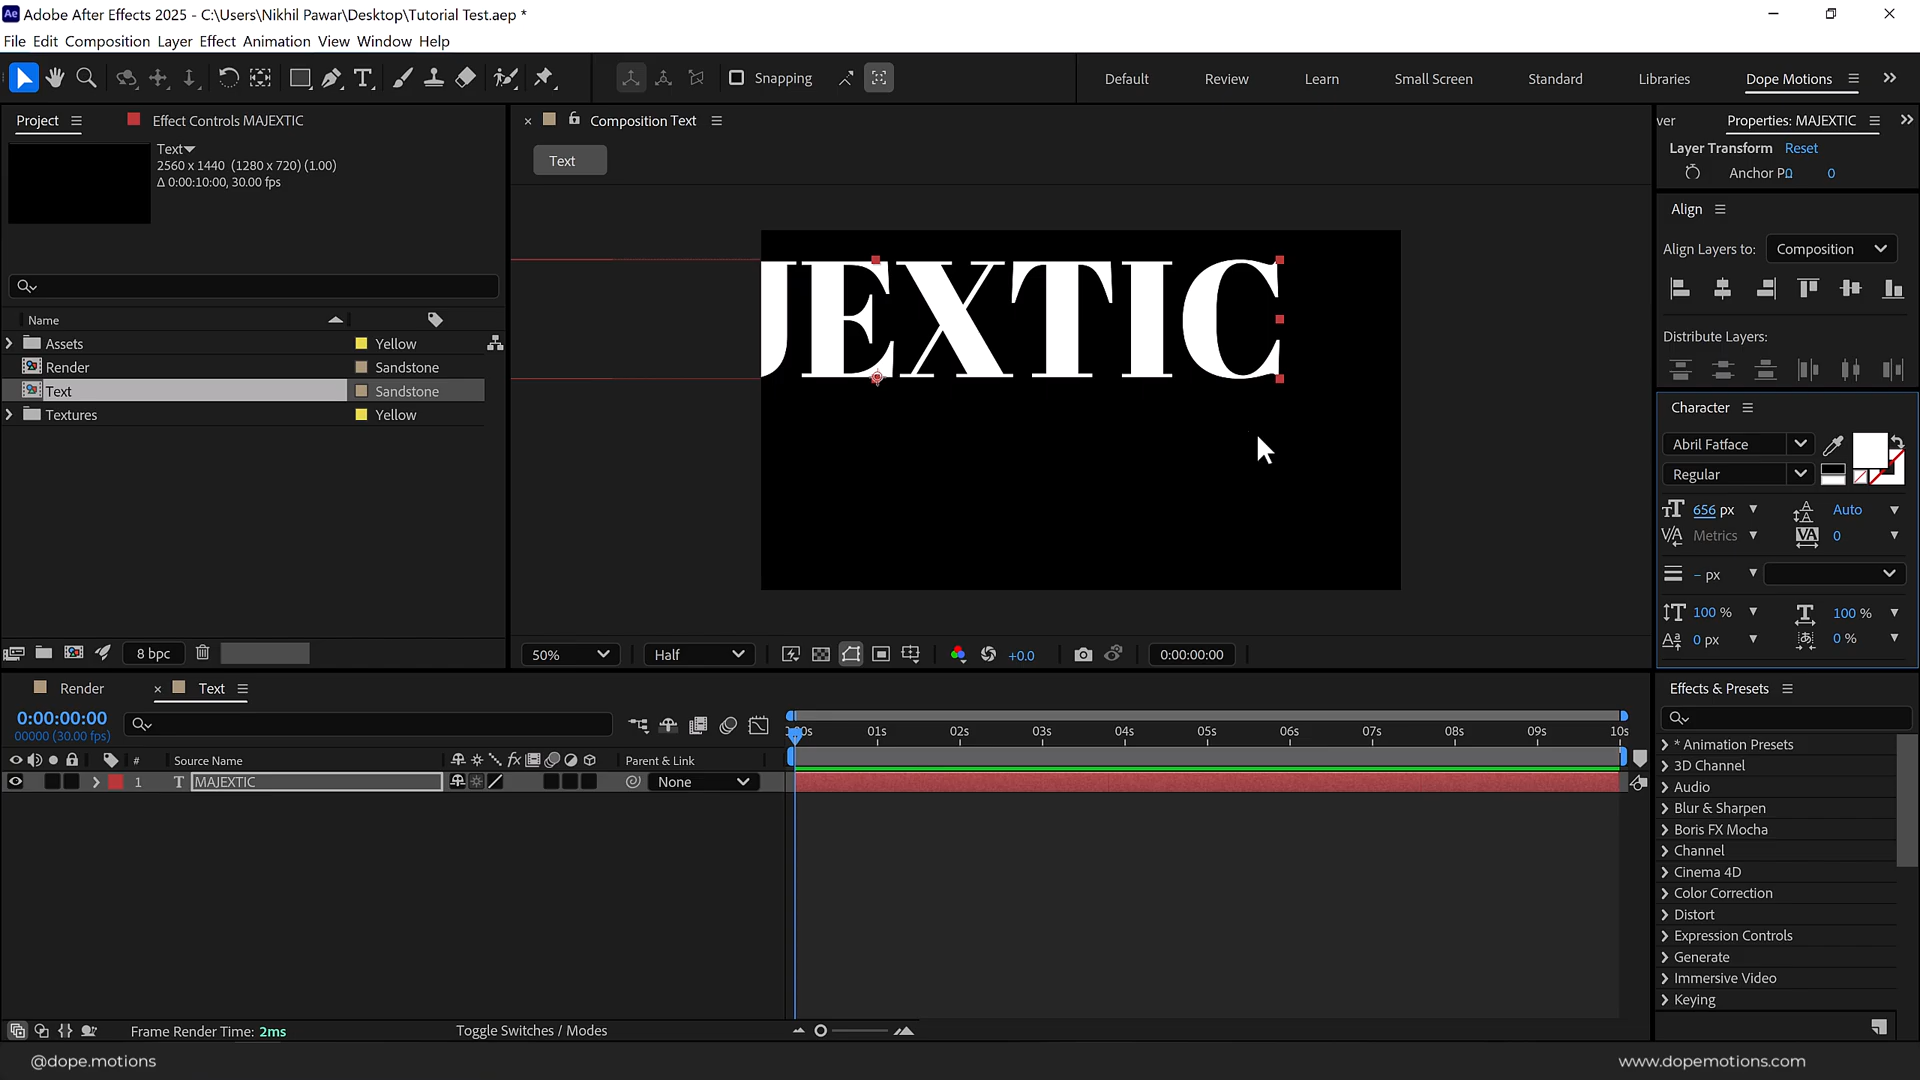 Adobe After Effects 2025 - C:\Users\Nikhil Pawar\Desktop\Tutorial Test.aep *
File Edit Composition Layer Effect Animation View Window Help
Snapping
Default Review Learn Small Screen Standard Libraries Dope Motions
Project
Effect Controls MAJEXTIC
Composition Text
ver
Properties: MAJEXTIC
Text
2560 x 1440 (1280 x 720) (1.00)
Δ 0:00:10:00, 30.00 fps
Text
Layer Transform Reset
Anchor P
0
Align
Align Layers to: Composition
Distribute Layers:
JEXTIC
Name
Assets Yellow
Render Sandstone
Text Sandstone
Textures Yellow
Character
Abril Fatface
Regular
656 px Auto
Metrics 0
- px
100 % 100 %
0 px 0 %
8 bpc
50% Half +0.0 0:00:00:00
Render Text
0:00:00:00
00000 (30.00 fps)
01s 02s 03s 04s 05s 06s 07s 08s 09s 10s
# Source Name fx Parent & Link
1 T MAJEXTIC None
Effects & Presets
* Animation Presets
3D Channel
Audio
Blur & Sharpen
Boris FX Mocha
Channel
Cinema 4D
Color Correction
Distort
Expression Controls
Generate
Immersive Video
Keying
Frame Render Time: 2ms
Toggle Switches / Modes
@dope.motions
www.dopemotions.com